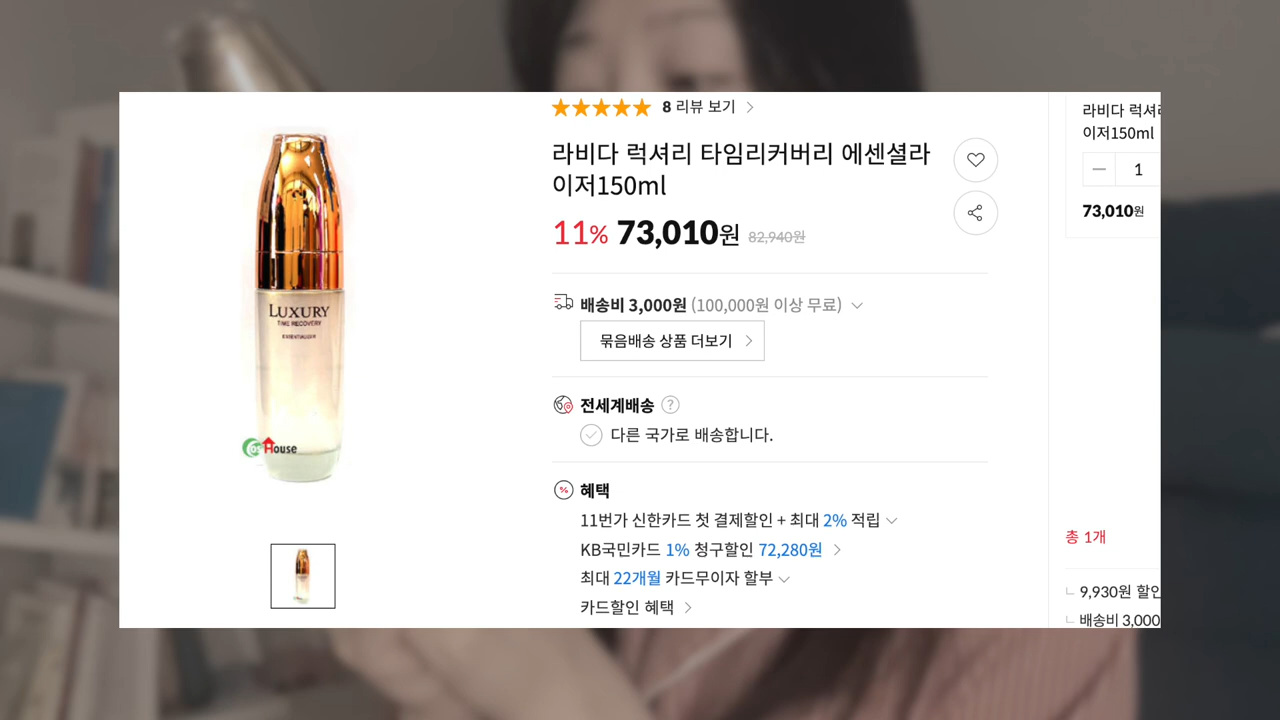 LUXURY
TIME RECOVERY
ESSENTIALIZER
CosHouse
8 리뷰 보기
라비다 럭셔리 타임리커버리 에센셜라
이저150ml
11% 73,010원 82,940원
배송비 3,000원 (100,000원 이상 무료)
묶음배송 상품 더보기
전세계배송 ?
다른 국가로 배송합니다.
% 혜택
11번가 신한카드 첫 결제할인 + 최대 2% 적립
KB국민카드 1% 청구할인 72,280원
최대 22개월 카드무이자 할부
카드할인 혜택
라비다 럭셔
이저150ml
1
73,010원
총 1개
9,930원 할인
배송비 3,000